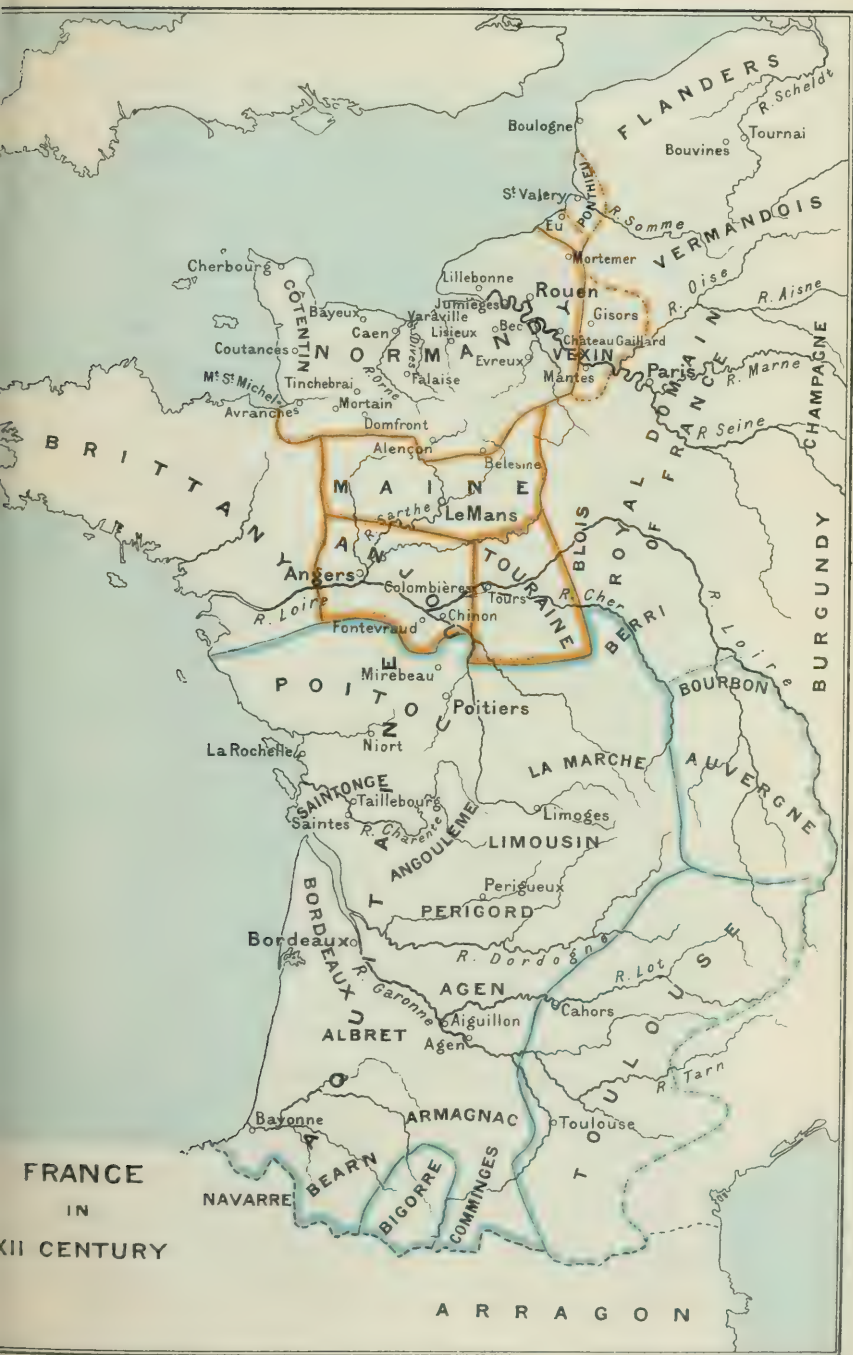 FLANDERS
R. Scheldt
Boulogne
Bouvines
Tournai
PONTHIEU
St Valery
R. Somme
Eu
VERMANDOIS
Mortemer
Cherbourg
Lillebonne
R. Oise
R. Aisne
CÔTENTIN
Jumièges
Rouen
Gisors
Bayeux
Varaville
Caen
Lisieux
Bec
Château Gaillard
Coutances
NORMANDY
R. Dives
Evreux
VEXIN
CHAMPAGNE
Mt St Michel
Tinchebrai
R. Orne
Falaise
Mantes
Paris
R. Marne
Avranches
Mortain
ROYAL DOMAIN
OF FRANCE
R Seine
Domfront
Alençon
Belesme
BRITTANY
MAINE
R. Sarthe
Le Mans
BLOIS
ANJOU
TOURAINE
Angers
Colombières
Tours
R. Cher
R. Loire
Fontevraud
Chinon
BERRI
R. Loire
BURGUNDY
Mirebeau
BOURBON
POITOU
Poitiers
Niort
La Rochelle
LA MARCHE
AUVERGNE
SAINTONGE
Taillebourg
Saintes
R. Charente
ANGOULÊME
Limoges
LIMOUSIN
AQUITAINE
Perigueux
PERIGORD
BORDEAUX
Bordeaux
R. Dordogne
R. Garonne
AGEN
R. Lot
Cahors
Aiguillon
ALBRET
Agen
TOULOUSE
R. Tarn
Bayonne
ARMAGNAC
Toulouse
BEARN
NAVARRE
BIGORRE
COMMINGES
FRANCE
IN
XII CENTURY
ARRAGON